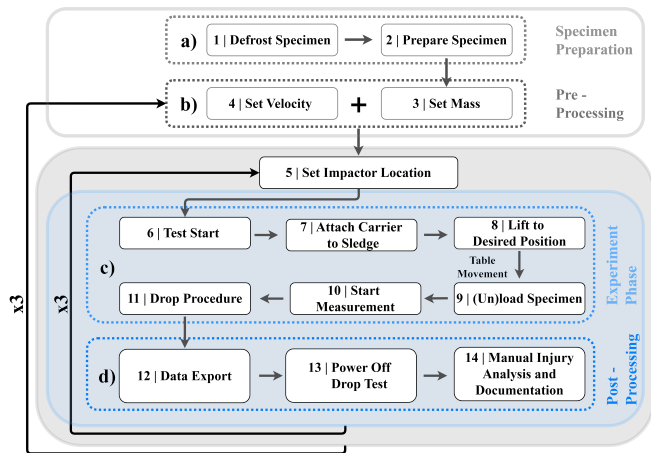 a)
1 | Defrost Specimen
2 | Prepare Specimen
Specimen
Preparation
b)
4 | Set Velocity
+
3 | Set Mass
Pre -
Processing
5 | Set Impactor Location
x3
x3
c)
6 | Test Start
7 | Attach Carrier
to Sledge
8 | Lift to
Desired Position
Table
Movement
9 | (Un)load Specimen
10 | Start
Measurement
11 | Drop Procedure
Experiment
Phase
d)
12 | Data Export
13 | Power Off
Drop Test
14 | Manual Injury
Analysis and
Documentation
Post -
Processing